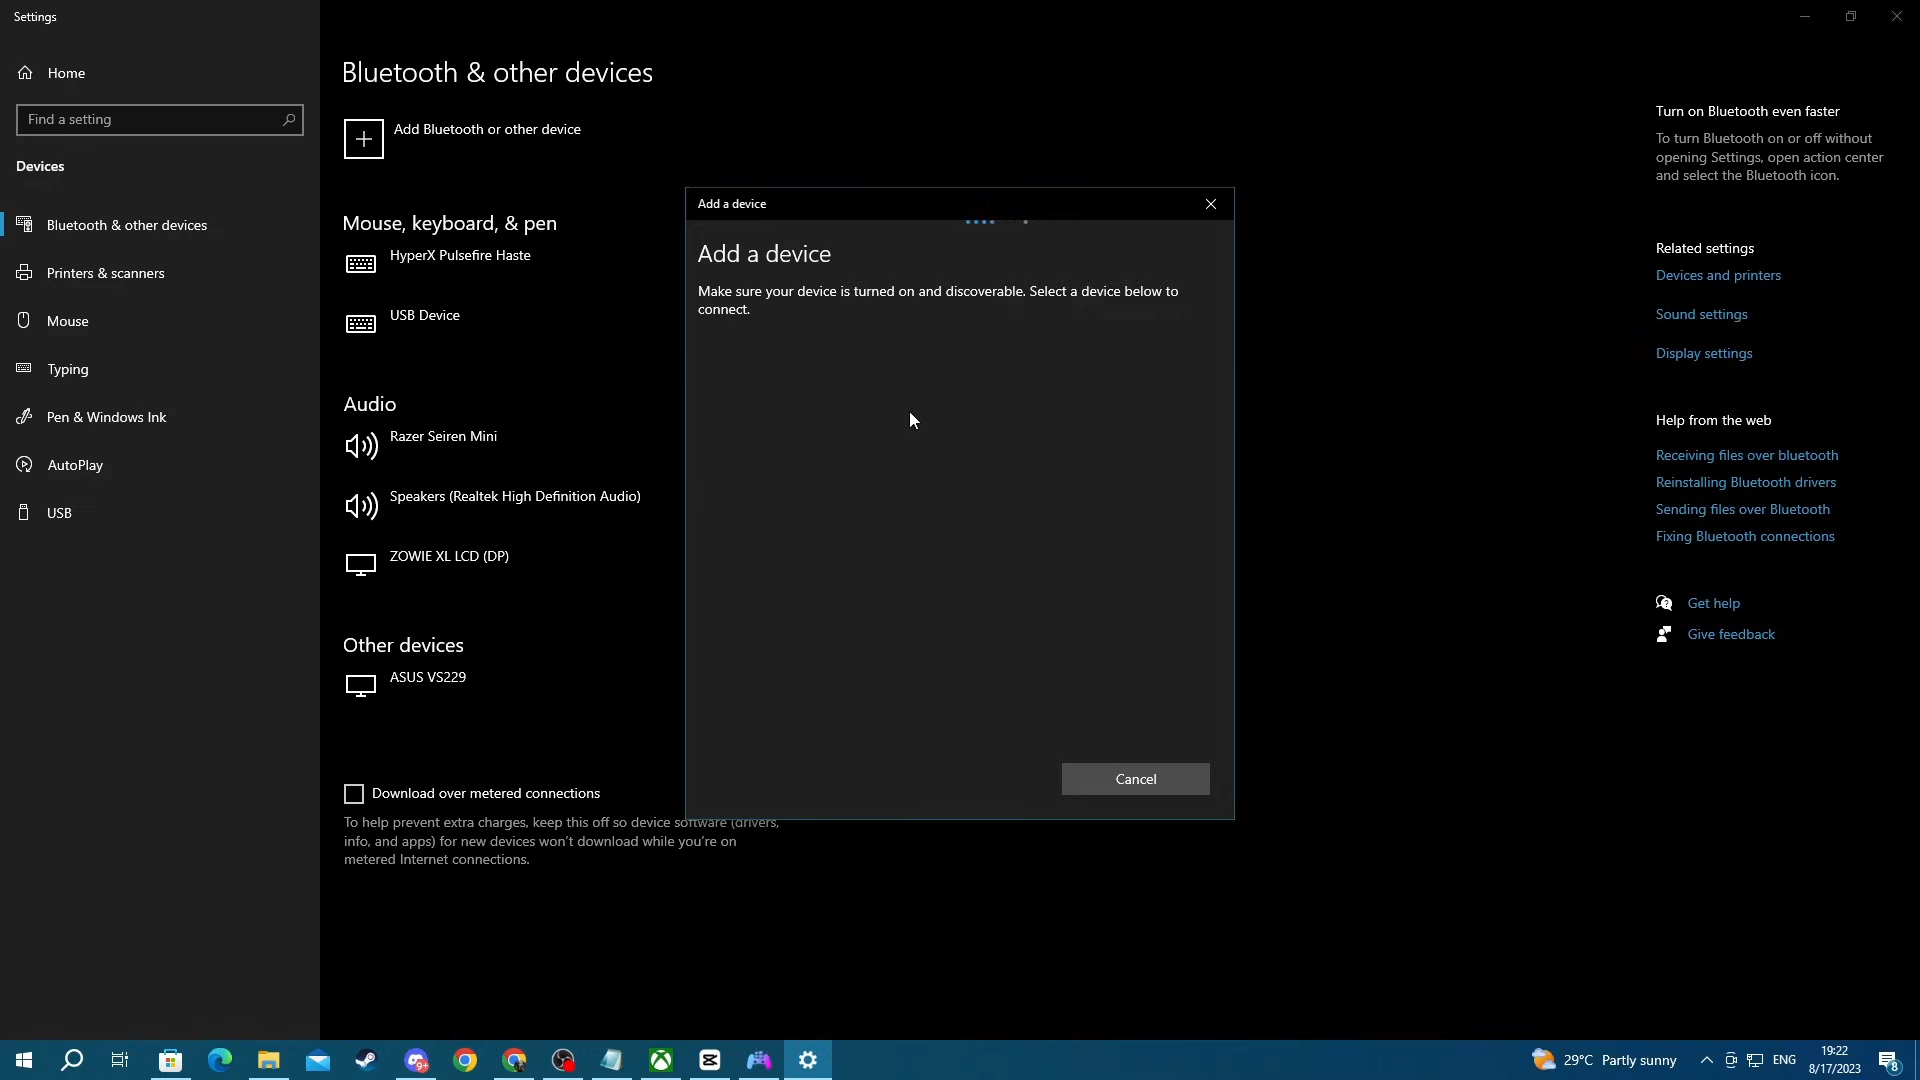 Settings
Home
Find a setting
Devices
Bluetooth & other devices
Printers & scanners
Mouse
Typing
Pen & Windows Ink
AutoPlay
USB
Bluetooth & other devices
Add Bluetooth or other device
Mouse, keyboard, & pen
HyperX Pulsefire Haste
USB Device
Audio
Razer Seiren Mini
Speakers (Realtek High Definition Audio)
ZOWIE XL LCD (DP)
Other devices
ASUS VS229
Download over metered connections
To help prevent extra charges, keep this off so device software (drivers,
info, and apps) for new devices won't download while you're on
metered Internet connections.
Add a device
Add a device
Make sure your device is turned on and discoverable. Select a device below to
connect.
Cancel
Turn on Bluetooth even faster
To turn Bluetooth on or off without
opening Settings, open action center
and select the Bluetooth icon.
Related settings
Devices and printers
Sound settings
Display settings
Help from the web
Receiving files over bluetooth
Reinstalling Bluetooth drivers
Sending files over Bluetooth
Fixing Bluetooth connections
Get help
Give feedback
9+
29°C Partly sunny
ENG
19:22
8/17/2023
8